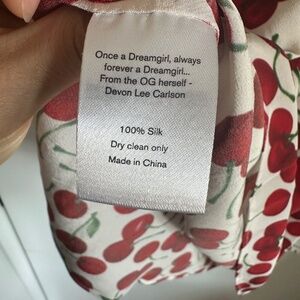 Once a Dreamgirl, always
forever a Dreamgirl...
From the OG herself -
Devon Lee Carlson
100% Silk
Dry clean only
Made in China